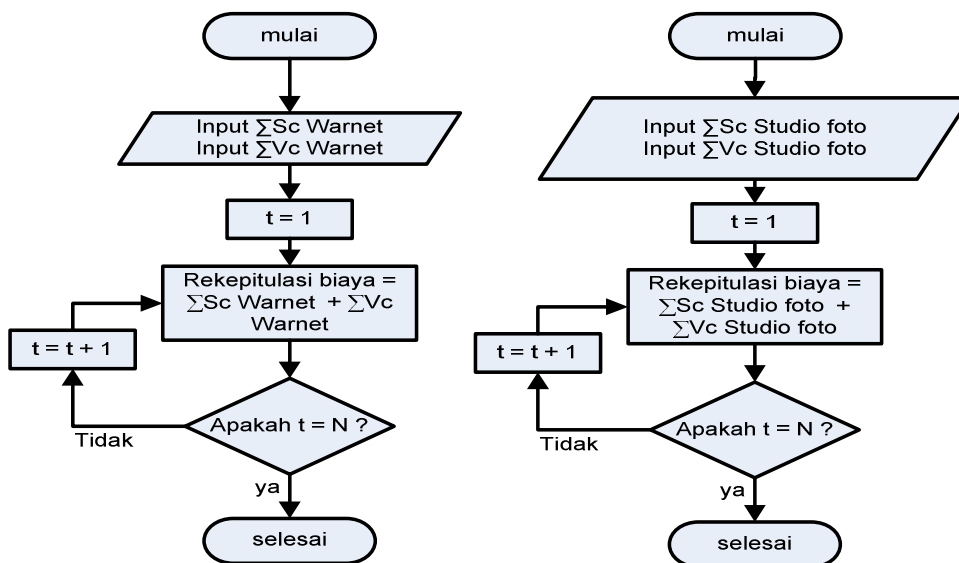 mulai
Input ∑Sc Warnet
Input ∑Vc Warnet
t = 1
Rekepitulasi biaya =
∑Sc Warnet + ∑Vc
Warnet
t = t + 1
Apakah t = N ?
Tidak
ya
selesai
mulai
Input ∑Sc Studio foto
Input ∑Vc Studio foto
t = 1
Rekepitulasi biaya =
∑Sc Studio foto +
∑Vc Studio foto
t = t + 1
Apakah t = N ?
Tidak
ya
selesai